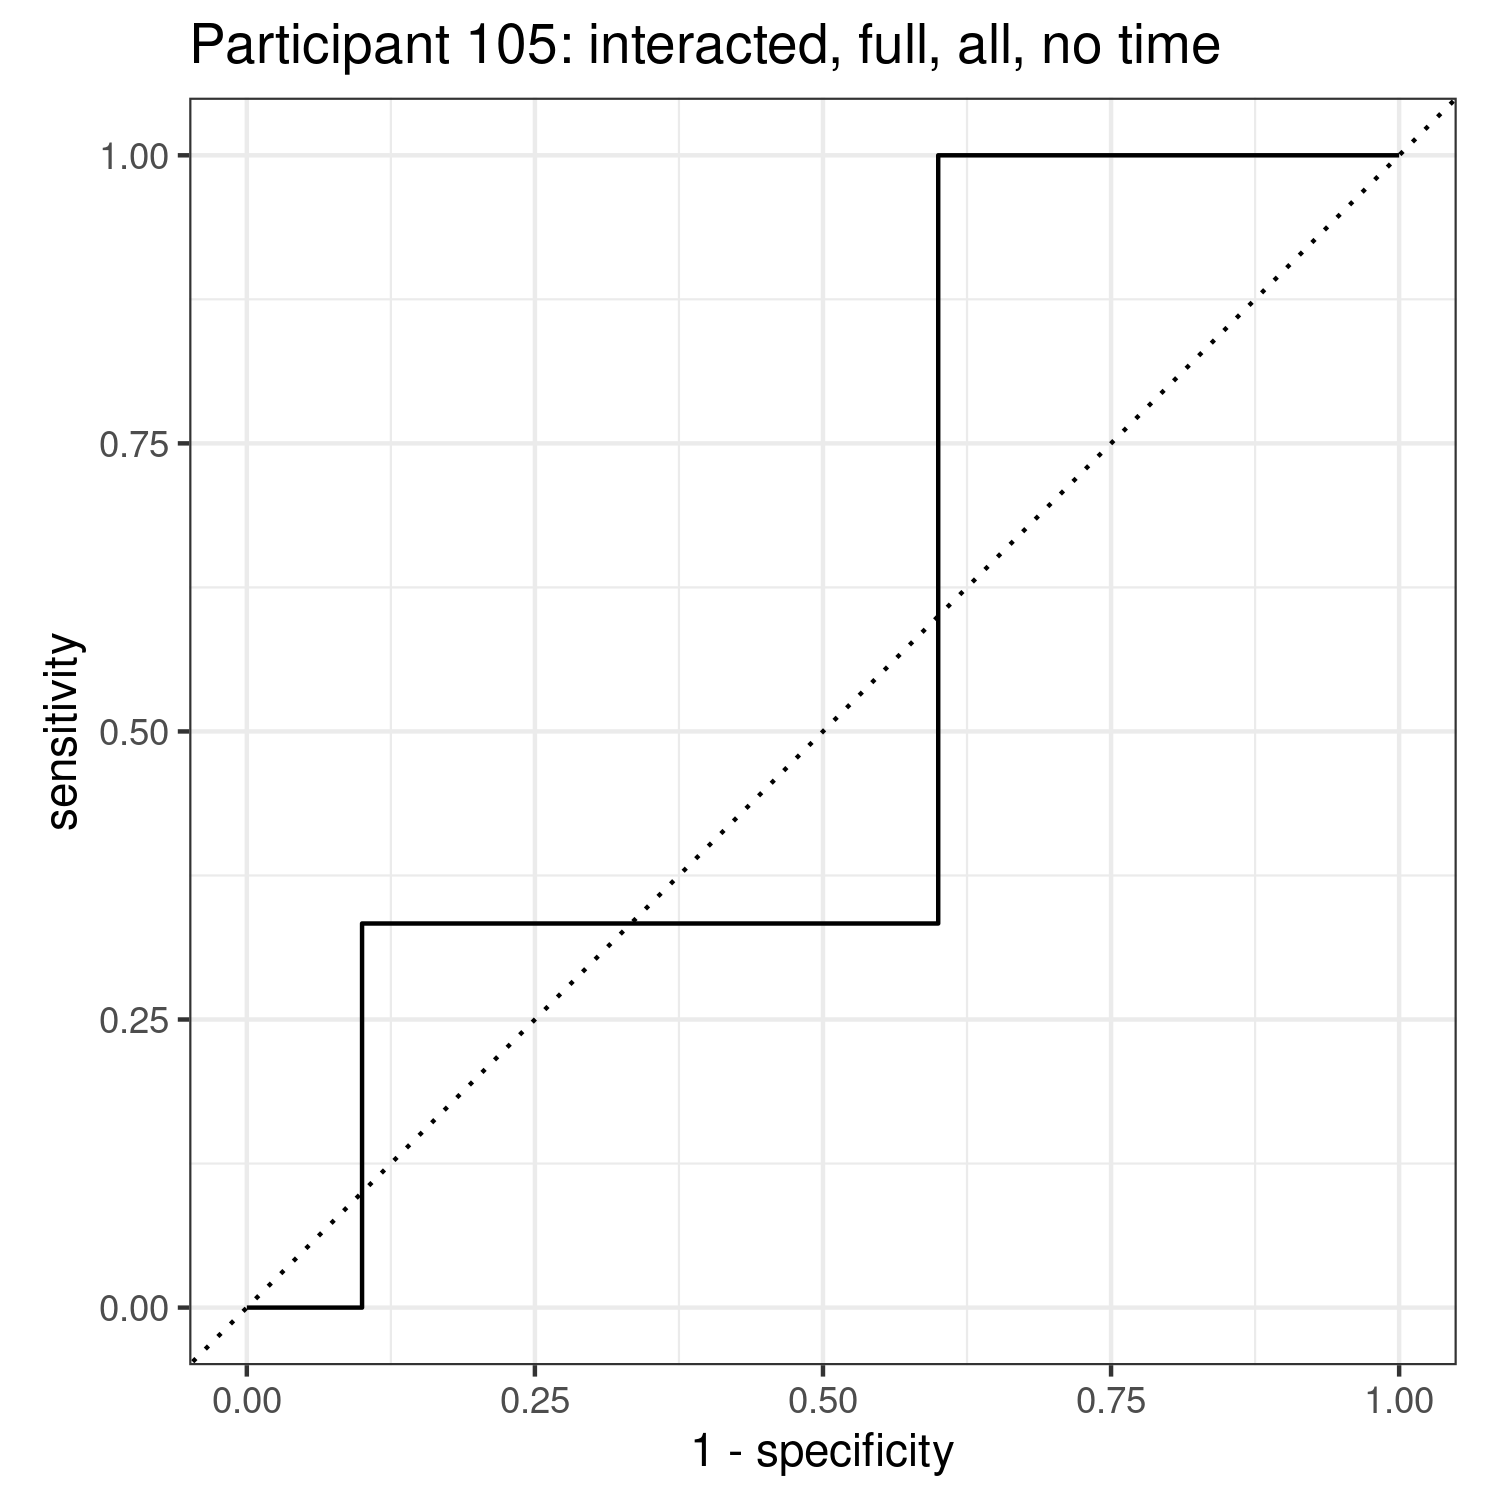 Participant 105: interacted, full, all, no time
1.00
0.75
0.50
0.25
0.00
sensitivity
0.00 0.25 0.50 0.75 1.00
1 - specificity